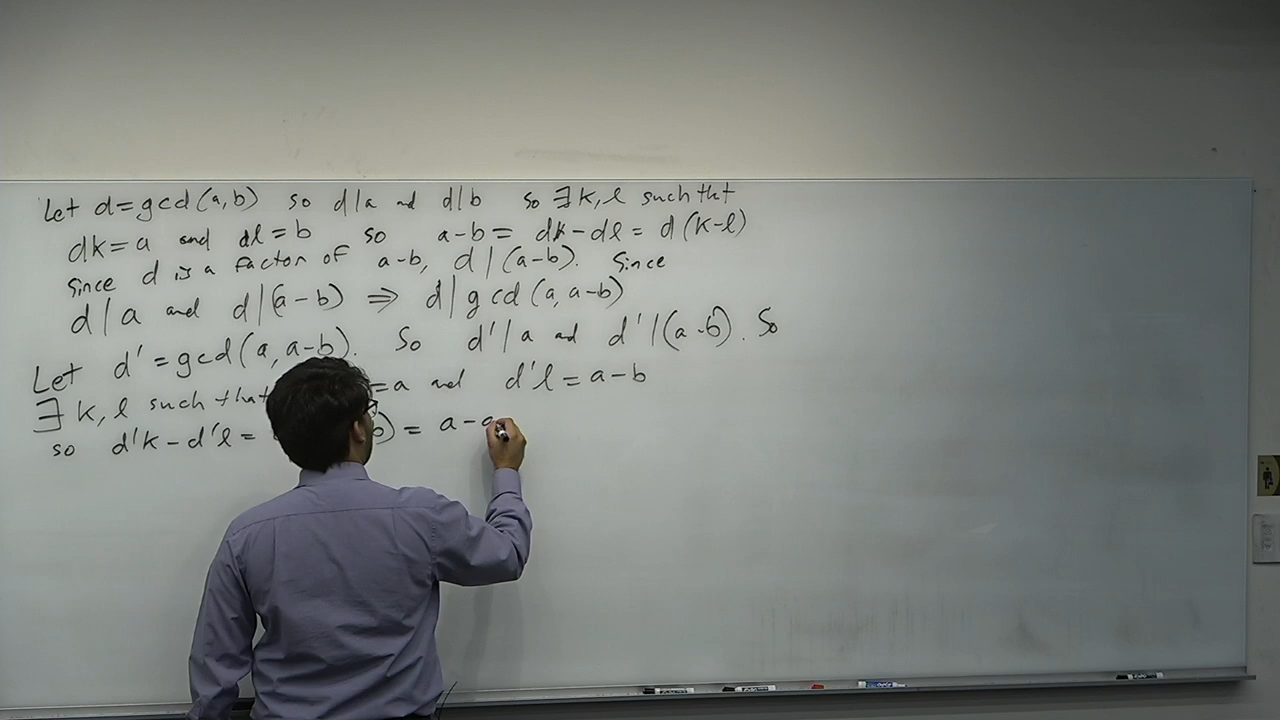 Let d = gcd(a,b) so d|a and d|b so ∃ k, l such that
dk = a and dl = b so a-b = dk-dl = d(k-l)
Since d is a factor of a-b, d|(a-b). Since
d|a and d|(a-b) ⇒ d|gcd(a, a-b)
Let d' = gcd(a, a-b). So d'|a and d'|(a-b). So
∃ k, l such that = a and d'l = a-b
so d'k - d'l = b) = a-a